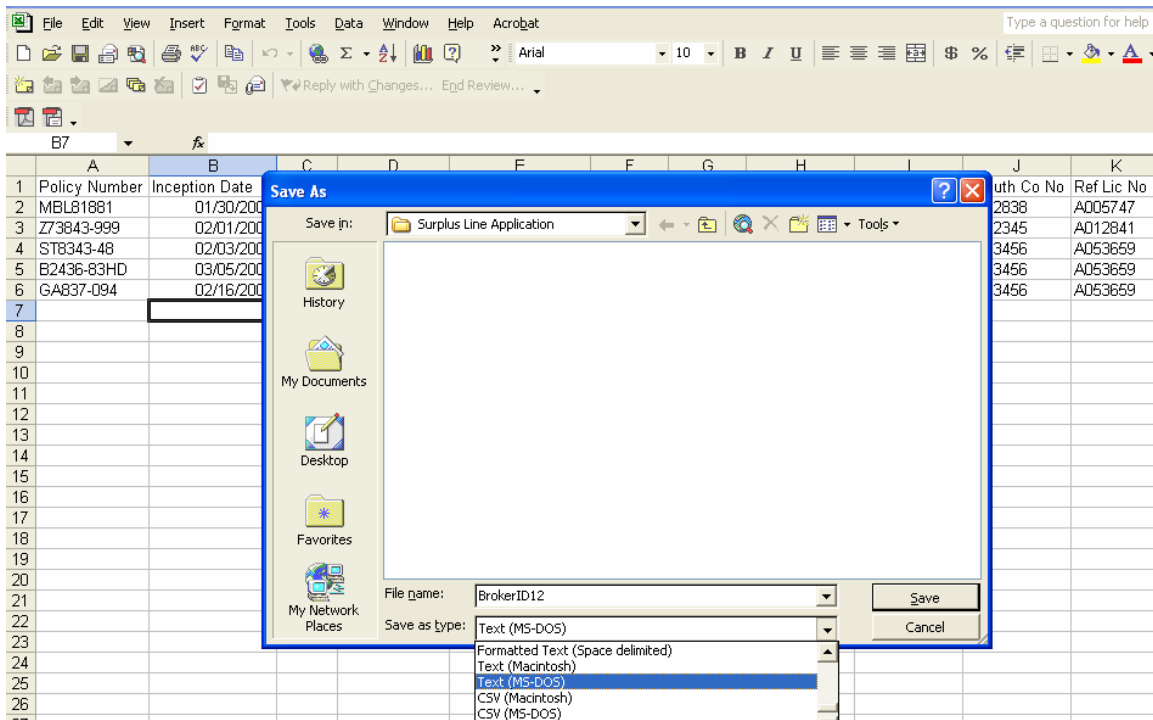 File Edit View Insert Format Tools Data Window Help Acrobat Type a question for help
Arial 10 B I U $ %
Reply with Changes... End Review...
B7 fx
A B C D E F G H I J K
1 Policy Number Inception Date uth Co No Ref Lic No
2 MBL81881 01/30/200 2838 A005747
3 Z73843-999 02/01/200 2345 A012841
4 ST8343-48 02/03/200 3456 A053659
5 B2436-83HD 03/05/200 3456 A053659
6 GA837-094 02/16/200 3456 A053659
7
8
9
10
11
12
13
14
15
16
17
18
19
20
21
22
23
24
25
26
Save As
Save in: Surplus Line Application Tools
History
My Documents
Desktop
Favorites
My Network
Places
File name: BrokerID12 Save
Save as type: Text (MS-DOS) Cancel
Formatted Text (Space delimited)
Text (Macintosh)
Text (MS-DOS)
CSV (Macintosh)
CSV (MS-DOS)